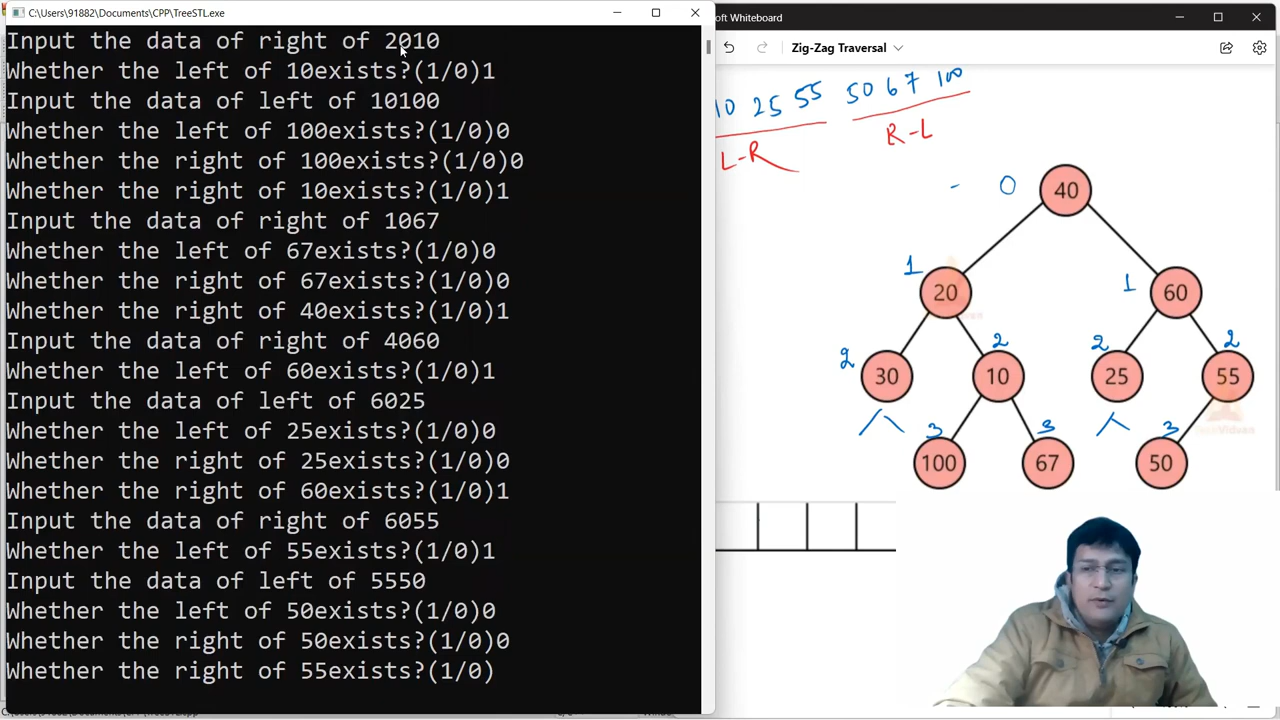 C:\Users\91882\Documents\CPP\TreeSTL.exe
Input the data of right of 2010
Whether the left of 10exists?(1/0)1
Input the data of left of 10100
Whether the left of 100exists?(1/0)0
Whether the right of 100exists?(1/0)0
Whether the right of 10exists?(1/0)1
Input the data of right of 1067
Whether the left of 67exists?(1/0)0
Whether the right of 67exists?(1/0)0
Whether the right of 40exists?(1/0)1
Input the data of right of 4060
Whether the left of 60exists?(1/0)1
Input the data of left of 6025
Whether the left of 25exists?(1/0)0
Whether the right of 25exists?(1/0)0
Whether the right of 60exists?(1/0)1
Input the data of right of 6055
Whether the left of 55exists?(1/0)1
Input the data of left of 5550
Whether the left of 50exists?(1/0)0
Whether the right of 50exists?(1/0)0
Whether the right of 55exists?(1/0)
oft Whiteboard
Zig-Zag Traversal
10 25 55 50 67 100
L-R R-L
- 0 40
1 20 1 60
2 30 2 10 2 25 2 55
3 100 3 67 3 50